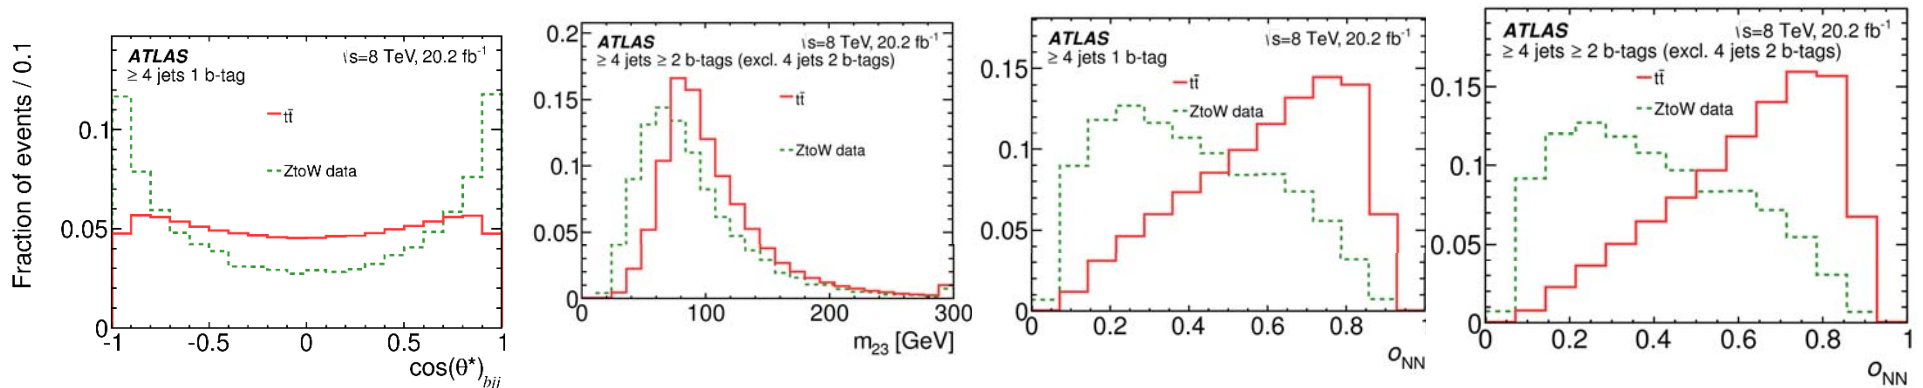 Fraction of events / 0.1
ATLAS
√s=8 TeV, 20.2 fb⁻¹
≥ 4 jets 1 b-tag
tt̄
ZtoW data
0.1
0.05
0
-1
-0.5
0
0.5
1
cos(θ*)bjj
0.2
ATLAS
√s=8 TeV, 20.2 fb⁻¹
≥ 4 jets ≥ 2 b-tags (excl. 4 jets 2 b-tags)
tt̄
ZtoW data
0.15
0.1
0.05
0
0
100
200
300
m₂₃ [GeV]
ATLAS
√s=8 TeV, 20.2 fb⁻¹
≥ 4 jets 1 b-tag
tt̄
ZtoW data
0.15
0.1
0.05
0
0
0.2
0.4
0.6
0.8
oNN
ATLAS
√s=8 TeV, 20.2 fb⁻¹
≥ 4 jets ≥ 2 b-tags (excl. 4 jets 2 b-tags)
tt̄
ZtoW data
0.15
0.1
0.05
0
0
0.2
0.4
0.6
0.8
1
oNN